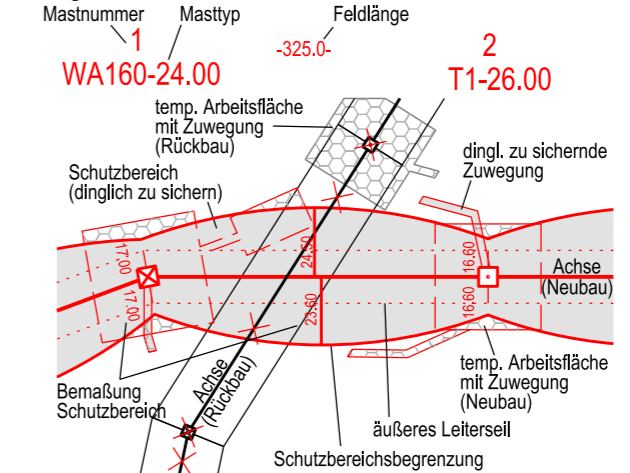 Mastnummer Masttyp Feldlänge
1
-325.0-
2
WA160-24.00
T1-26.00
temp. Arbeitsfläche
mit Zuwegung
(Rückbau)
dingl. zu sichernde
Zuwegung
Schutzbereich
(dinglich zu sichern)
17.00
24.50
16.60
Achse
(Neubau)
17.00
23.60
16.60
Achse
(Rückbau)
temp. Arbeitsfläche
mit Zuwegung
(Neubau)
Bemaßung
Schutzbereich
äußeres Leiterseil
Schutzbereichsbegrenzung